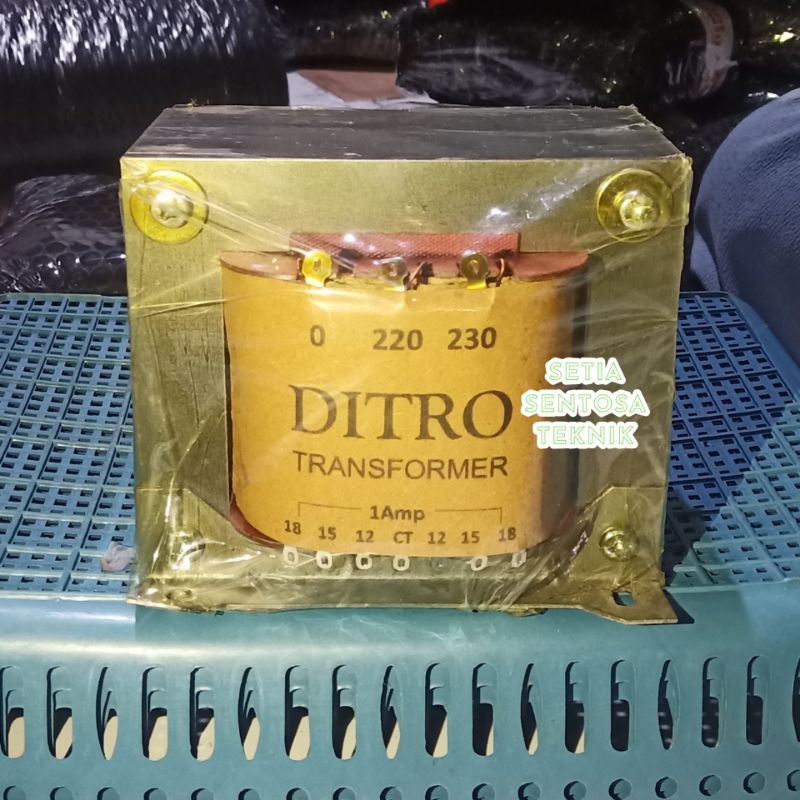 0 220 230
DITRO
TRANSFORMER
1Amp
18 15 12 CT 12 15 18
SETIA
SENTOSA
TEKNIK